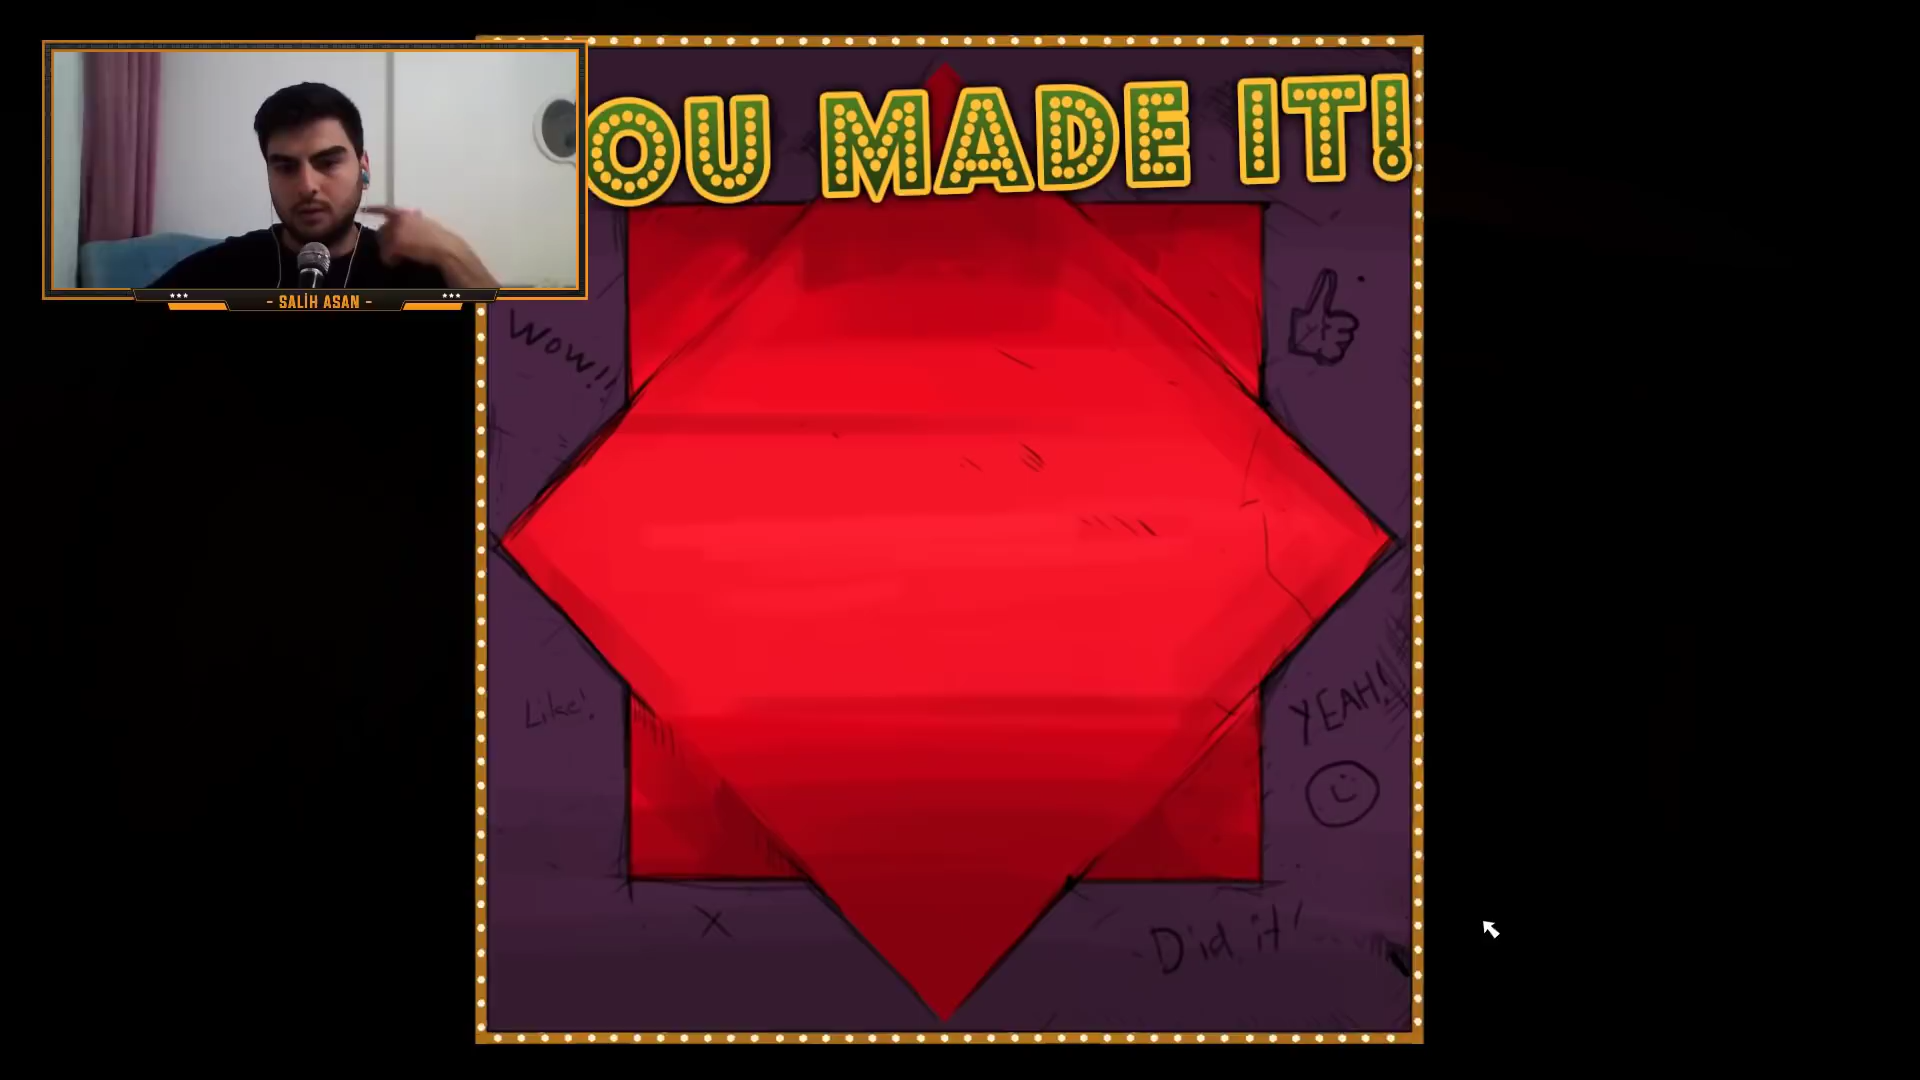 OU MADE IT!
- SALİH ASAN -
Wow!!
Like!
YEAH!
Did it!